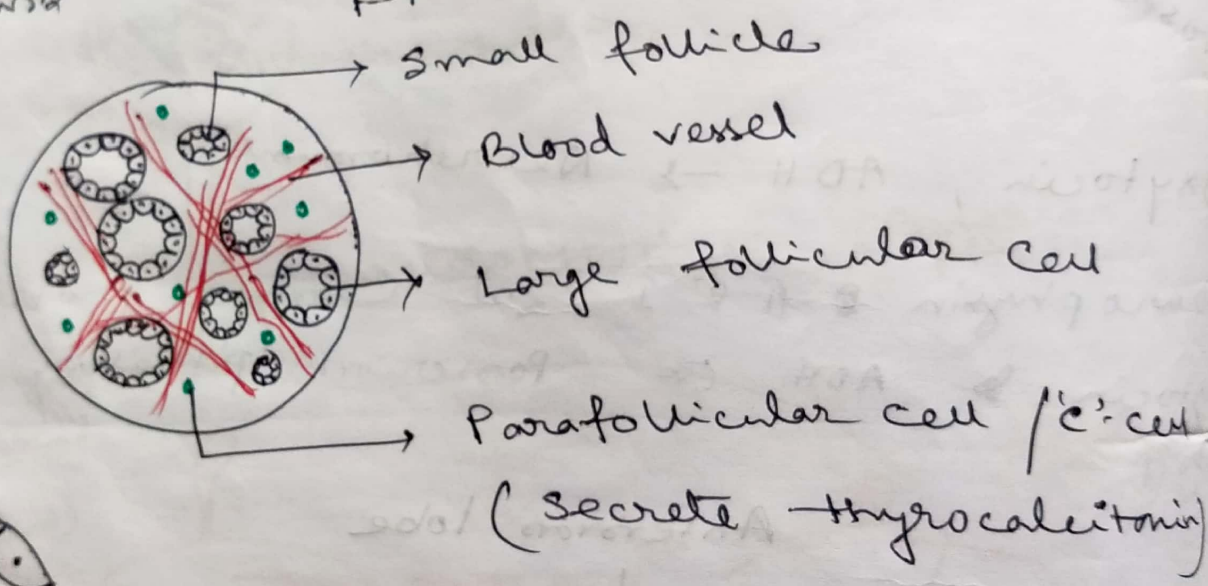 Small follicle
Blood vessel
Large follicular cell
Parafollicular cell / 'C' cell
(secrete thyrocalcitonin)